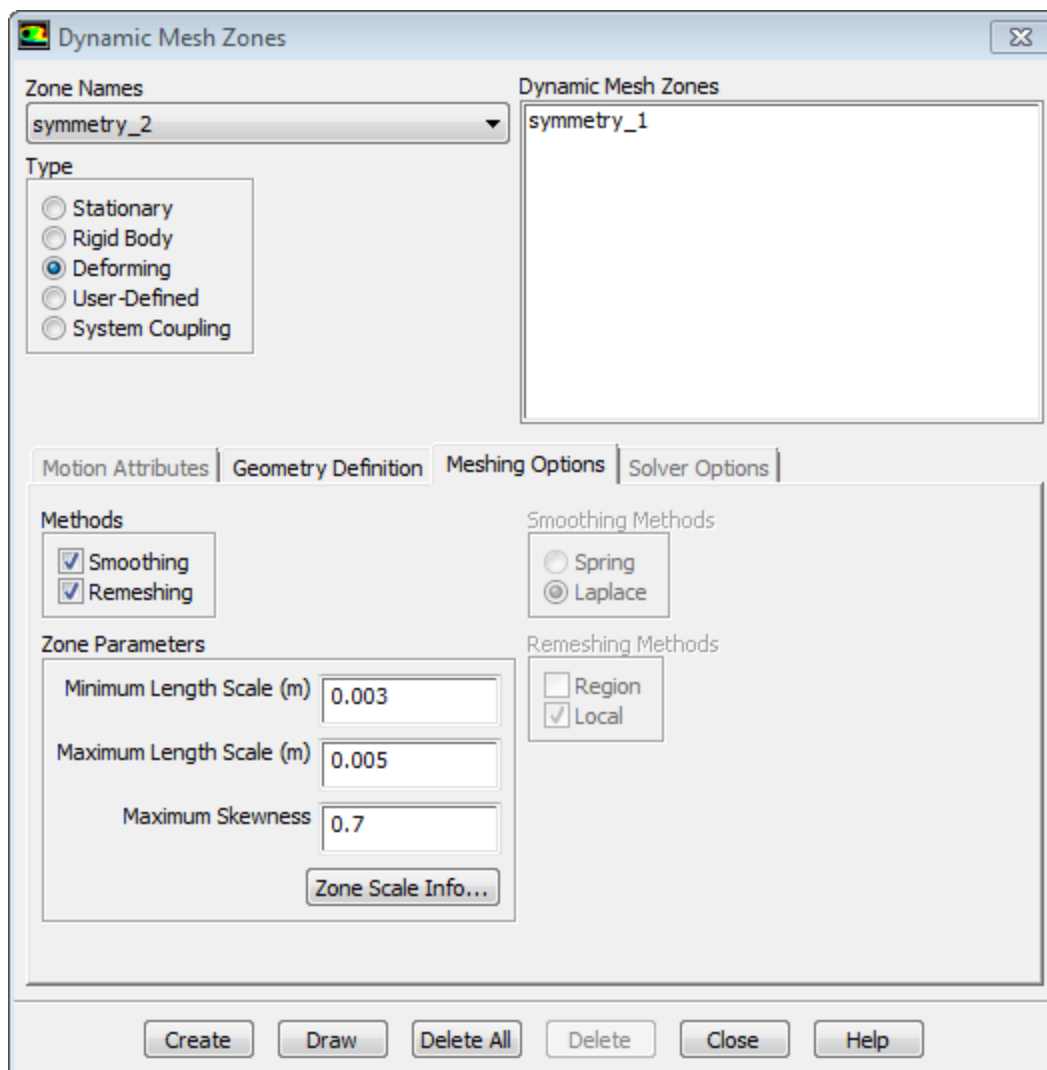 Dynamic Mesh Zones
Zone Names
symmetry_2
Type
Stationary
Rigid Body
Deforming
User-Defined
System Coupling
Dynamic Mesh Zones
symmetry_1
Motion Attributes
Geometry Definition
Meshing Options
Solver Options
Methods
Smoothing
Remeshing
Smoothing Methods
Spring
Laplace
Zone Parameters
Minimum Length Scale (m)
0.003
Maximum Length Scale (m)
0.005
Maximum Skewness
0.7
Zone Scale Info...
Remeshing Methods
Region
Local
Create
Draw
Delete All
Delete
Close
Help